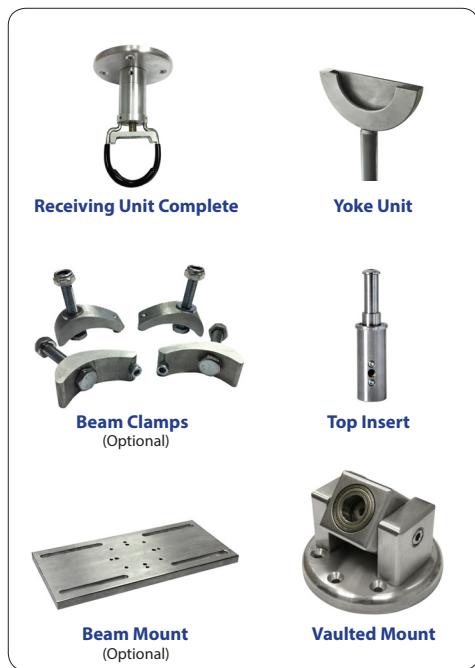 Receiving Unit Complete
Yoke Unit
Beam Clamps
(Optional)
Top Insert
Beam Mount
(Optional)
Vaulted Mount